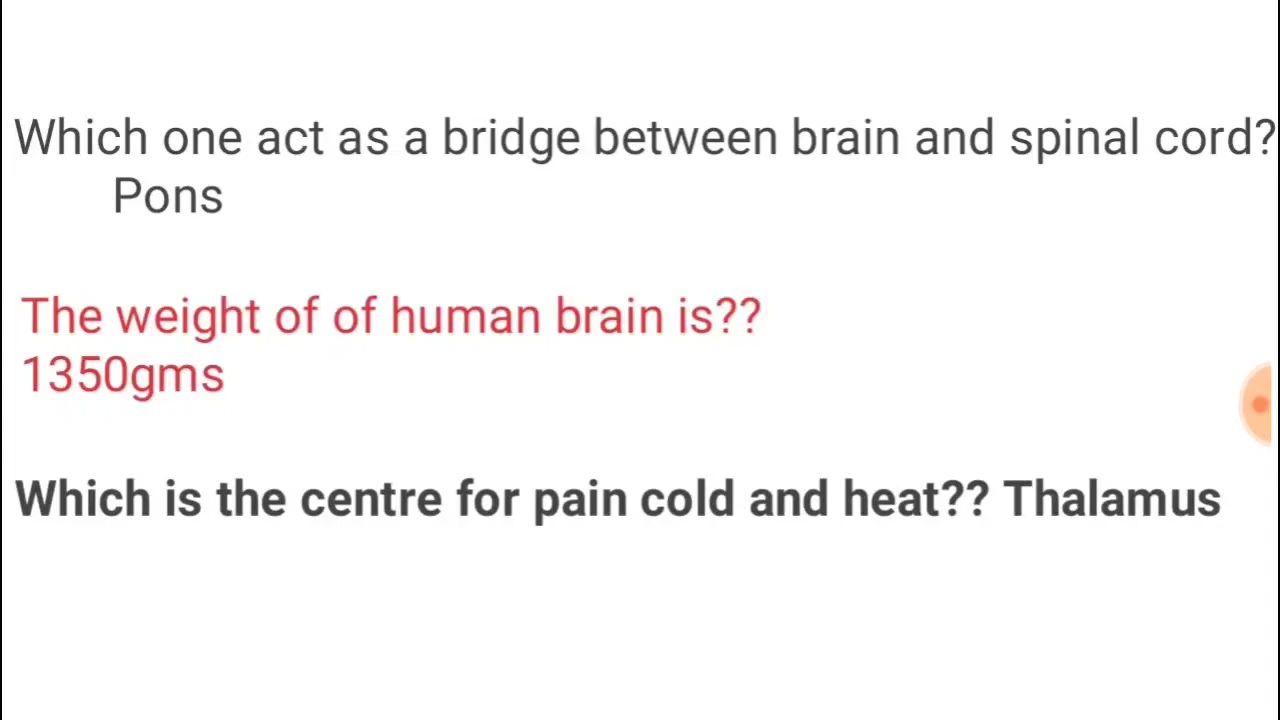 Which one act as a bridge between brain and spinal cord?
Pons
The weight of of human brain is??
1350gms
Which is the centre for pain cold and heat?? Thalamus